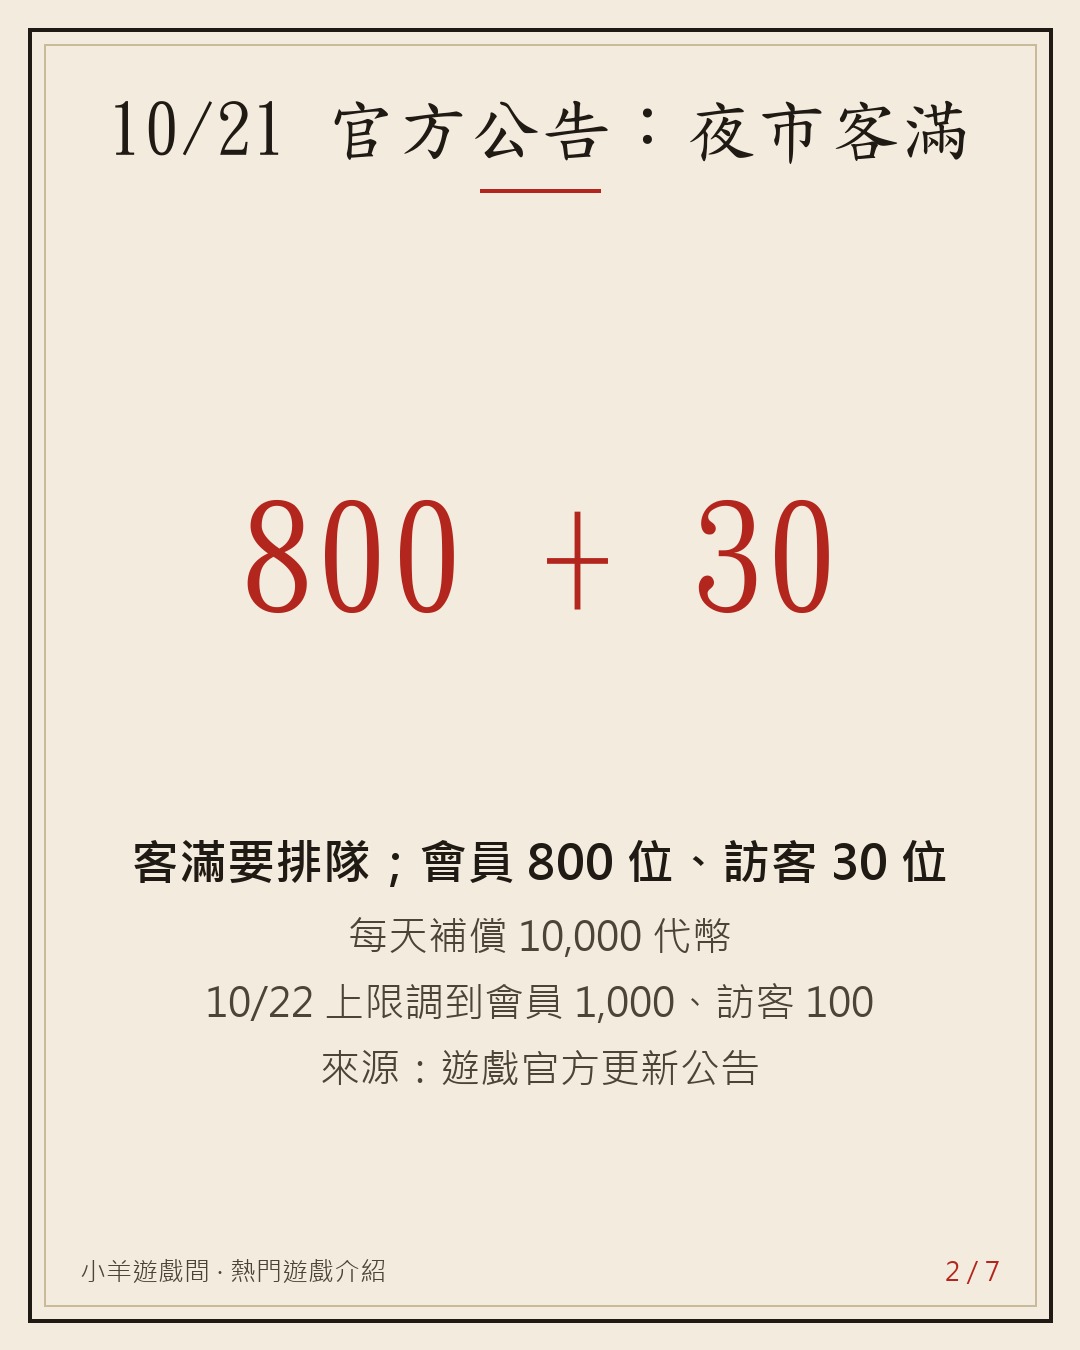 10/21 官方公告：夜市客滿
800 + 30
客滿要排隊；會員 800 位、訪客 30 位
每天補償 10,000 代幣
10/22 上限調到會員 1,000、訪客 100
來源：遊戲官方更新公告
小羊遊戲間 · 熱門遊戲介紹
2 / 7